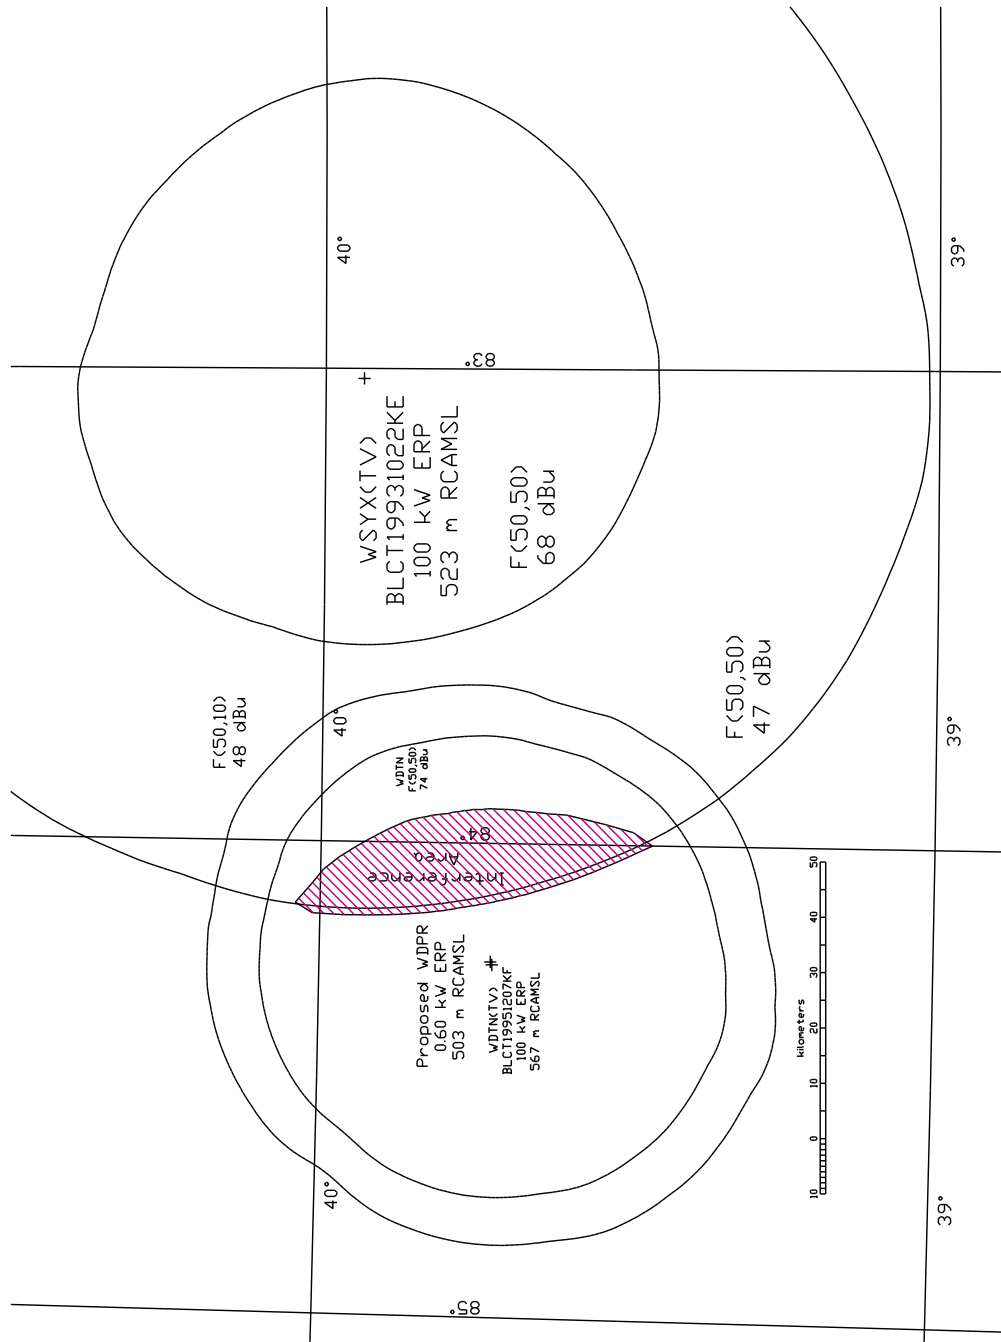 40°
39°
83°
WSYX(TV)
BLCT19931022KE
100 kW ERP
523 m RCAMSL
F(50,50)
68 dBu
F(50,10)
48 dBu
40°
F(50,50)
47 dBu
39°
WDTN
F(50,50)
74 dBu
84°
Interference
Area
Proposed WDPR
0.60 kW ERP
503 m RCAMSL
WDTN(TV)
BLCT19951207KF
100 kW ERP
567 m RCAMSL
kilometers
10 0 10 20 30 40 50
40°
39°
85°